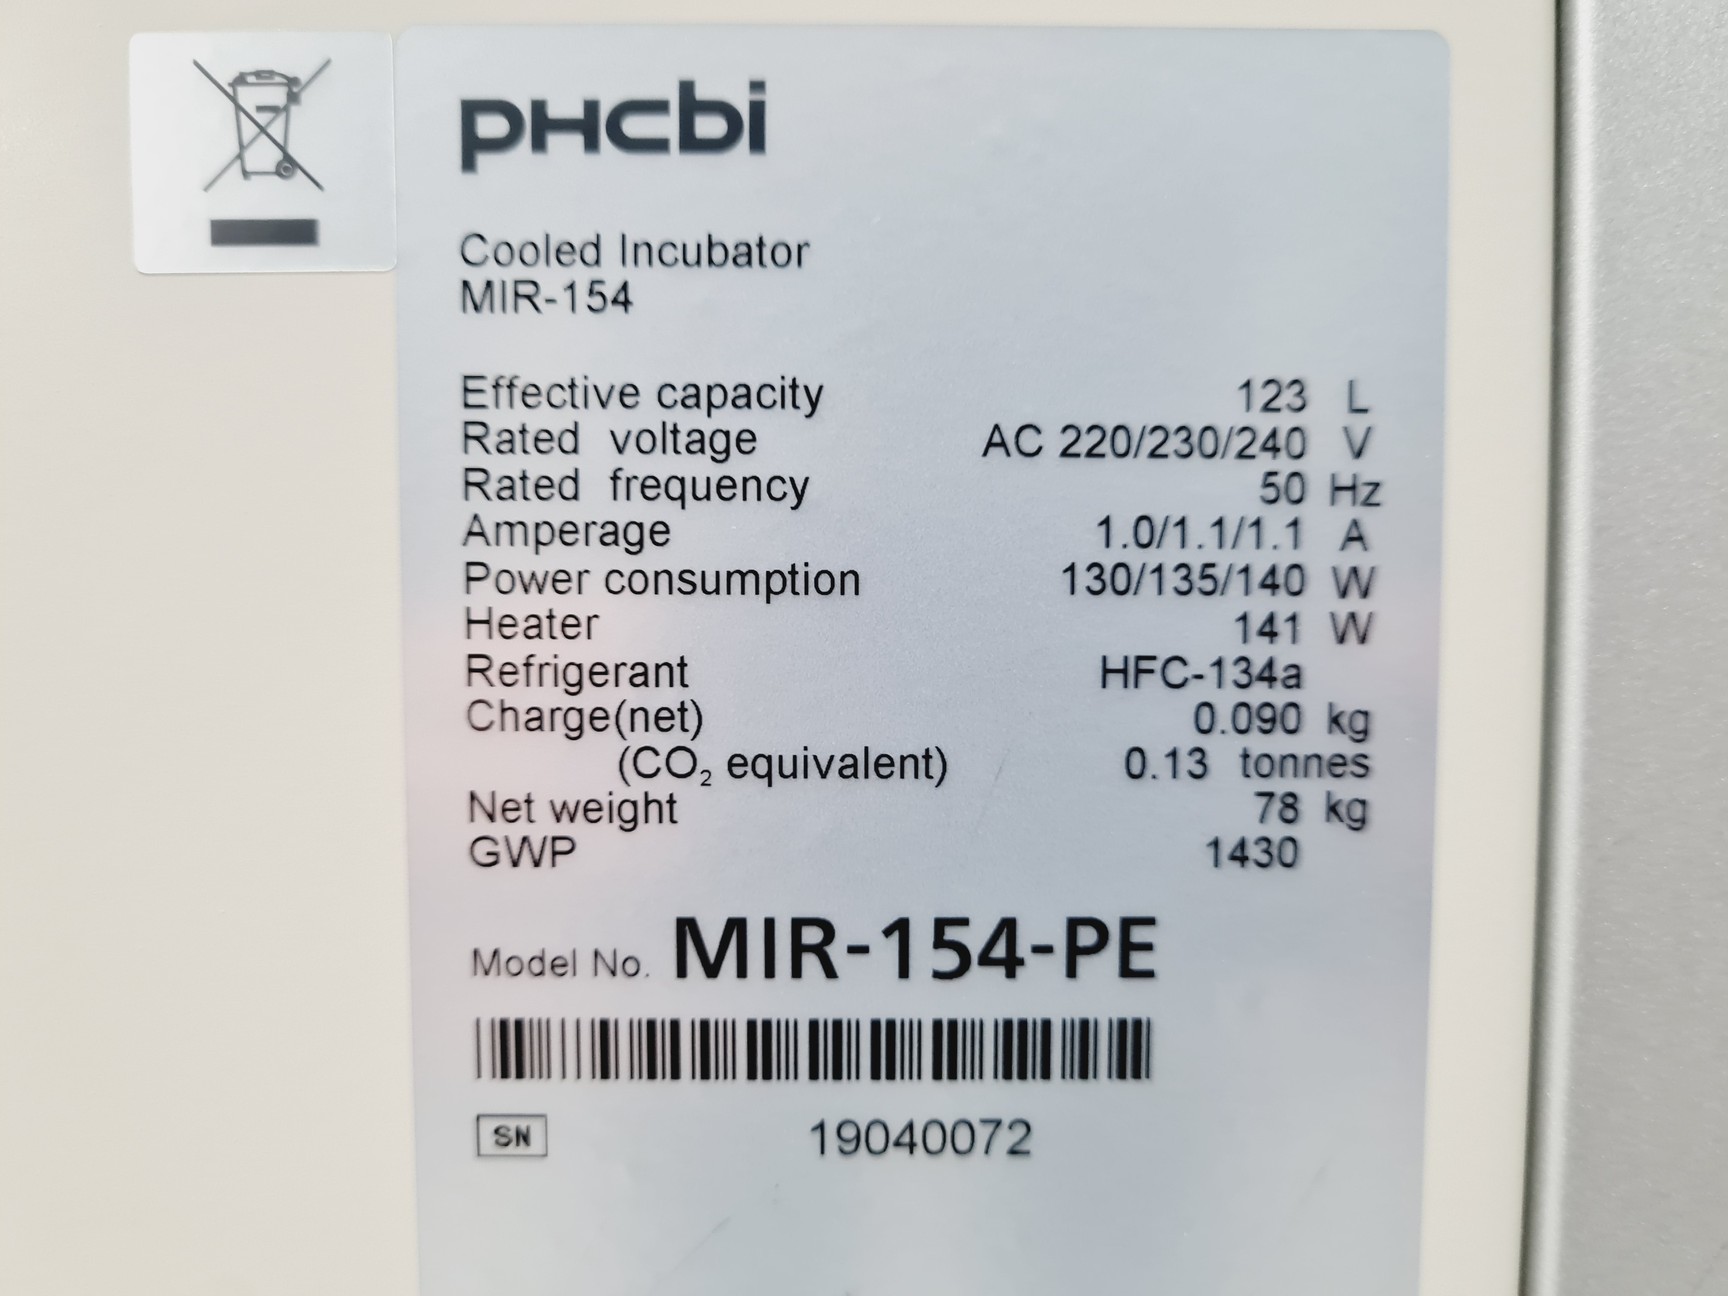 PHCbi
Cooled Incubator
MIR-154
Effective capacity 123 L
Rated voltage AC 220/230/240 V
Rated frequency 50 Hz
Amperage 1.0/1.1/1.1 A
Power consumption 130/135/140 W
Heater 141 W
Refrigerant HFC-134a
Charge(net) 0.090 kg
(CO₂ equivalent) 0.13 tonnes
Net weight 78 kg
GWP 1430
Model No. MIR-154-PE
SN 19040072